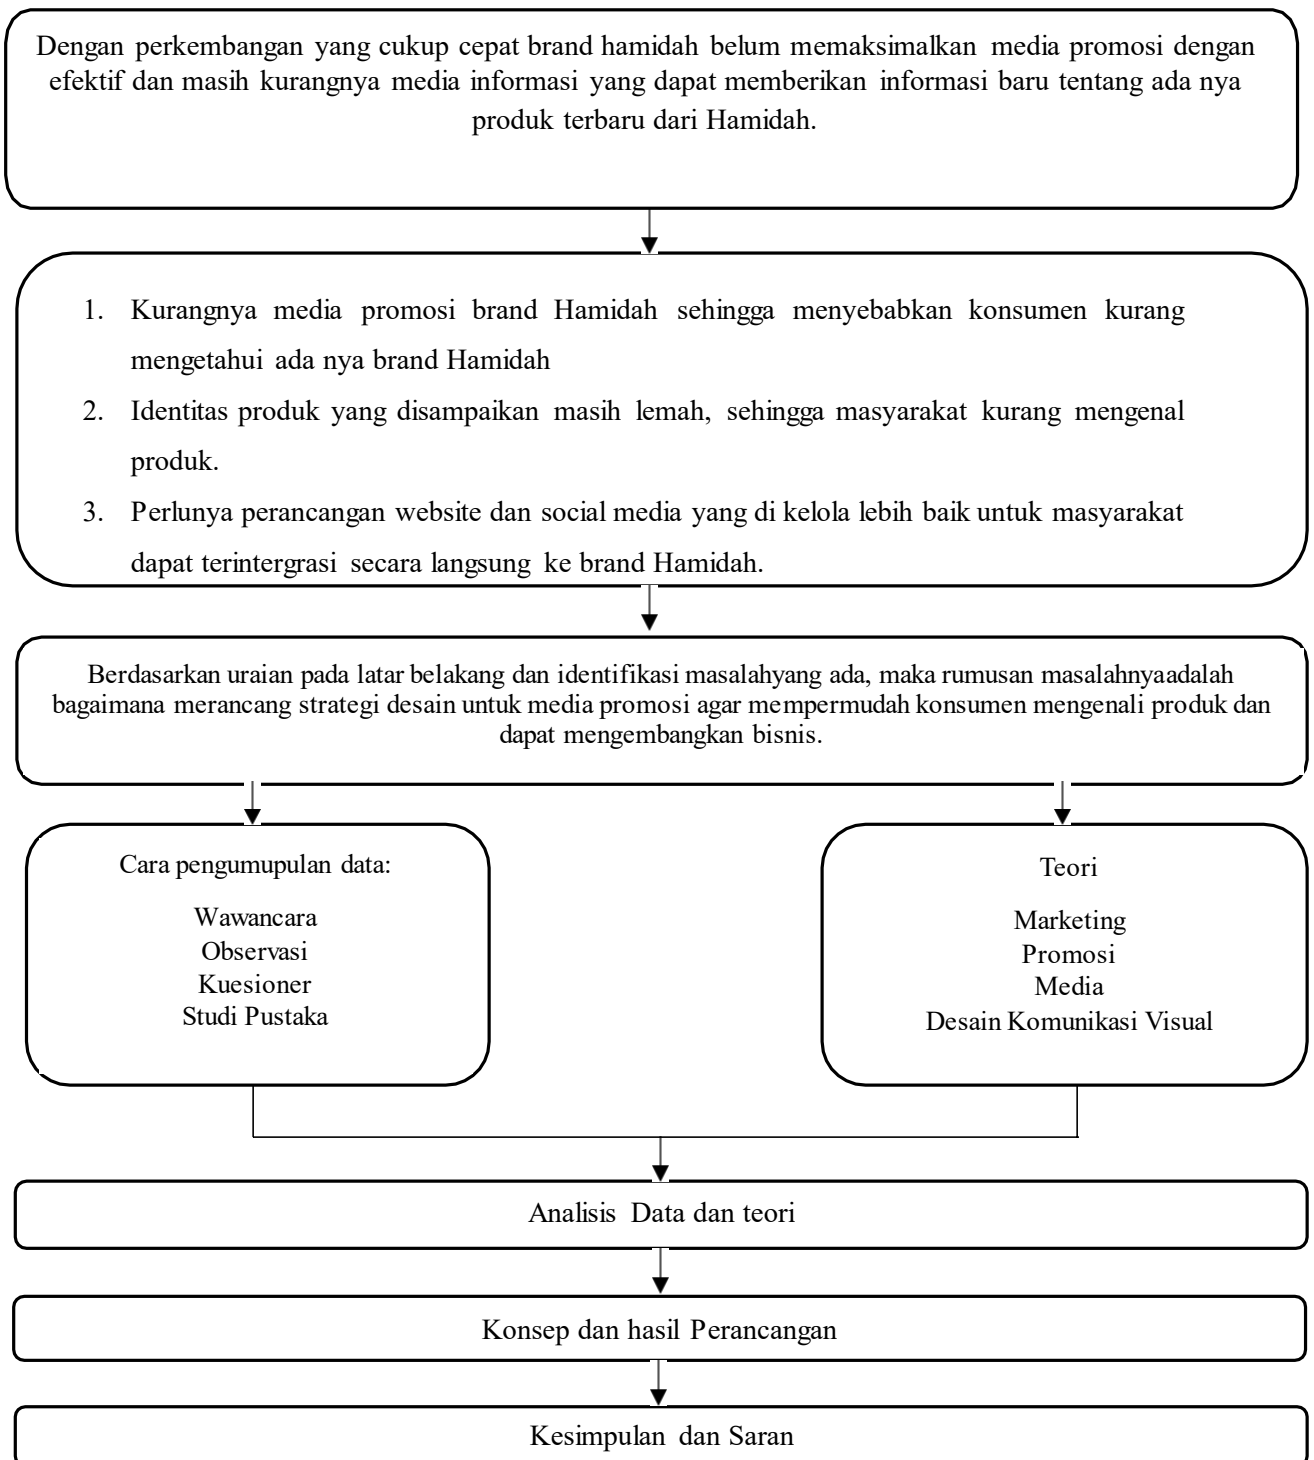 Dengan perkembangan yang cukup cepat brand hamidah belum memaksimalkan media promosi dengan
efektif dan masih kurangnya media informasi yang dapat memberikan informasi baru tentang ada nya
produk terbaru dari Hamidah.
1. Kurangnya media promosi brand Hamidah sehingga menyebabkan konsumen kurang
mengetahui ada nya brand Hamidah
2. Identitas produk yang disampaikan masih lemah, sehingga masyarakat kurang mengenal
produk.
3. Perlunya perancangan website dan social media yang di kelola lebih baik untuk masyarakat
dapat terintergrasi secara langsung ke brand Hamidah.
Berdasarkan uraian pada latar belakang dan identifikasi masalahyang ada, maka rumusan masalahnyaadalah
bagaimana merancang strategi desain untuk media promosi agar mempermudah konsumen mengenali produk dan
dapat mengembangkan bisnis.
Cara pengumupulan data:
Wawancara
Observasi
Kuesioner
Studi Pustaka
Teori
Marketing
Promosi
Media
Desain Komunikasi Visual
Analisis Data dan teori
Konsep dan hasil Perancangan
Kesimpulan dan Saran